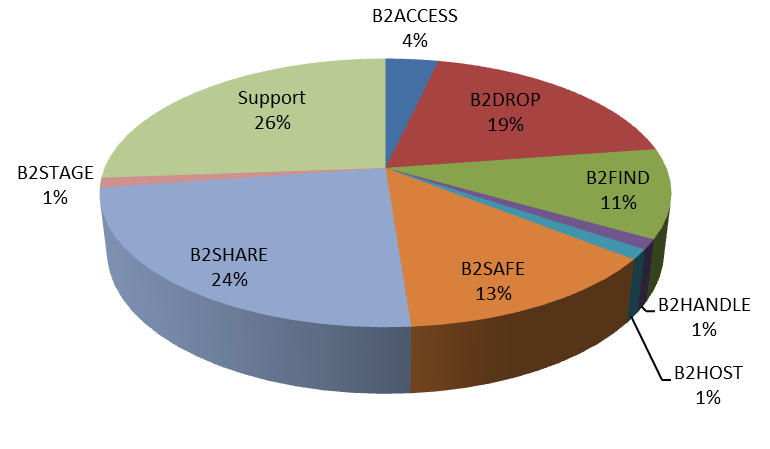 B2ACCESS
4%
B2DROP
19%
B2FIND
11%
B2HANDLE
1%
B2HOST
1%
B2SAFE
13%
B2SHARE
24%
B2STAGE
1%
Support
26%